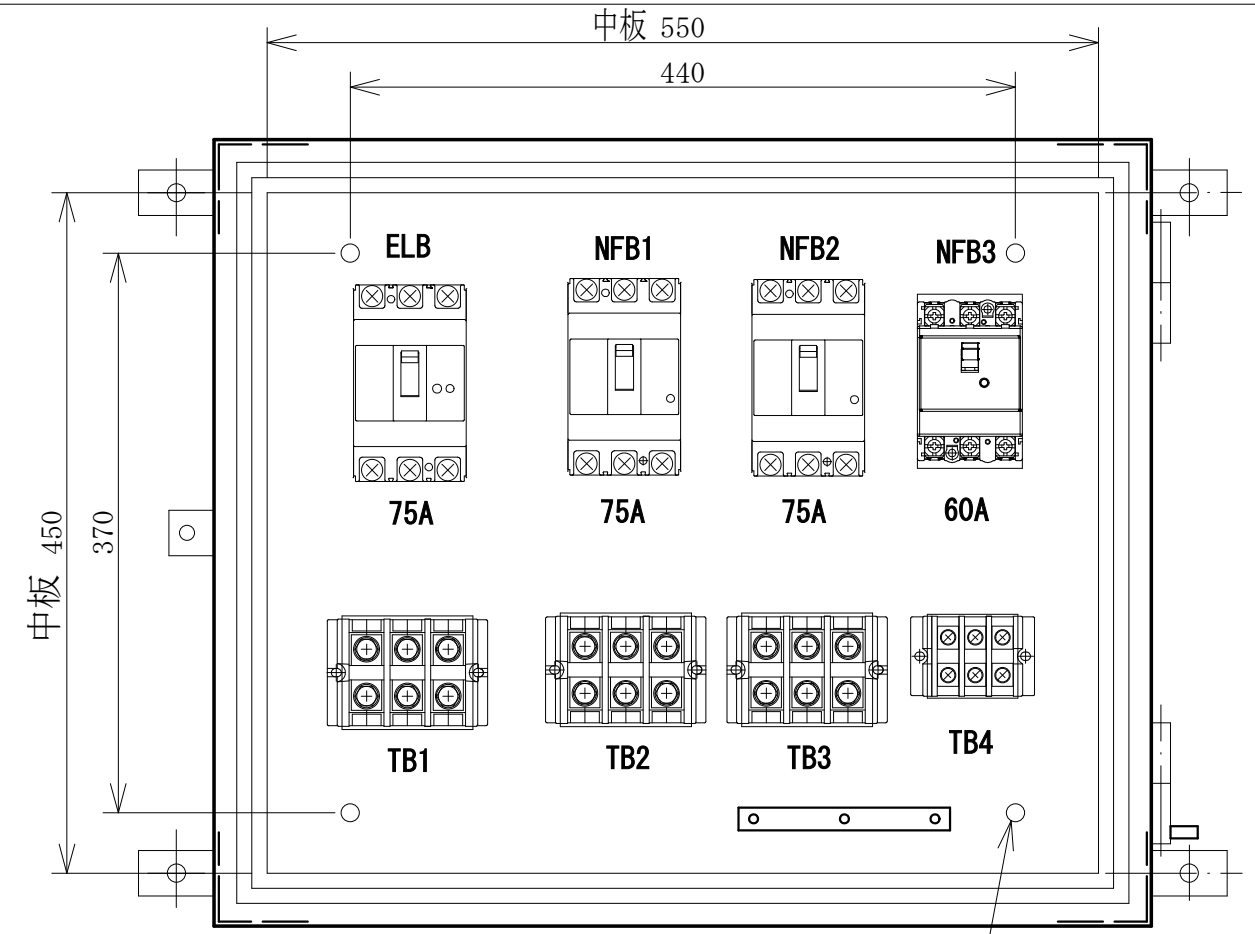 中板 550
440
ELB
NFB1
NFB2
NFB3
75A
75A
75A
60A
中板 450
370
TB1
TB2
TB3
TB4